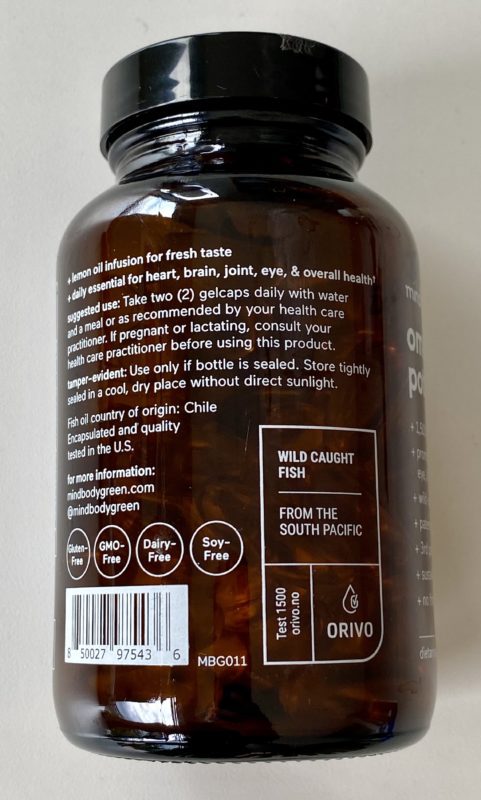 + lemon oil infusion for fresh taste
+ daily essential for heart, brain, joint, eye, & overall health†
suggested use: Take two (2) gelcaps daily with water
and a meal or as recommended by your health care
practitioner. If pregnant or lactating, consult your
health care practitioner before using this product.
tamper-evident: Use only if bottle is sealed. Store tightly
sealed in a cool, dry place without direct sunlight.
Fish oil country of origin: Chile
Encapsulated and quality
tested in the U.S.
for more information:
mindbodygreen.com
@mindbodygreen
Gluten-
Free
GMO-
Free
Dairy-
Free
Soy-
Free
8 50027 97543 6
MBG011
WILD CAUGHT
FISH
FROM THE
SOUTH PACIFIC
Test 1500
orivo.no
ORIVO